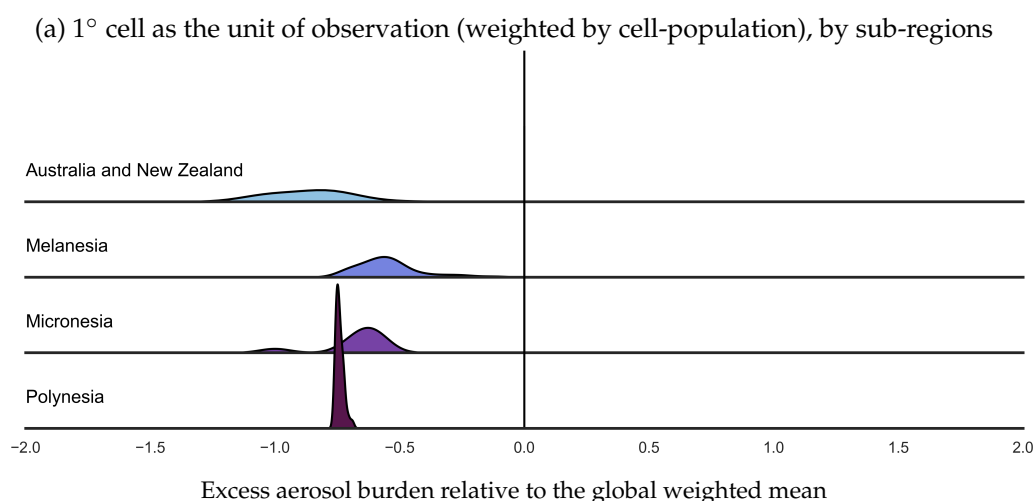 (a) 1° cell as the unit of observation (weighted by cell-population), by sub-regions
Australia and New Zealand
Melanesia
Micronesia
Polynesia
−2.0 −1.5 −1.0 −0.5 0.0 0.5 1.0 1.5 2.0
Excess aerosol burden relative to the global weighted mean